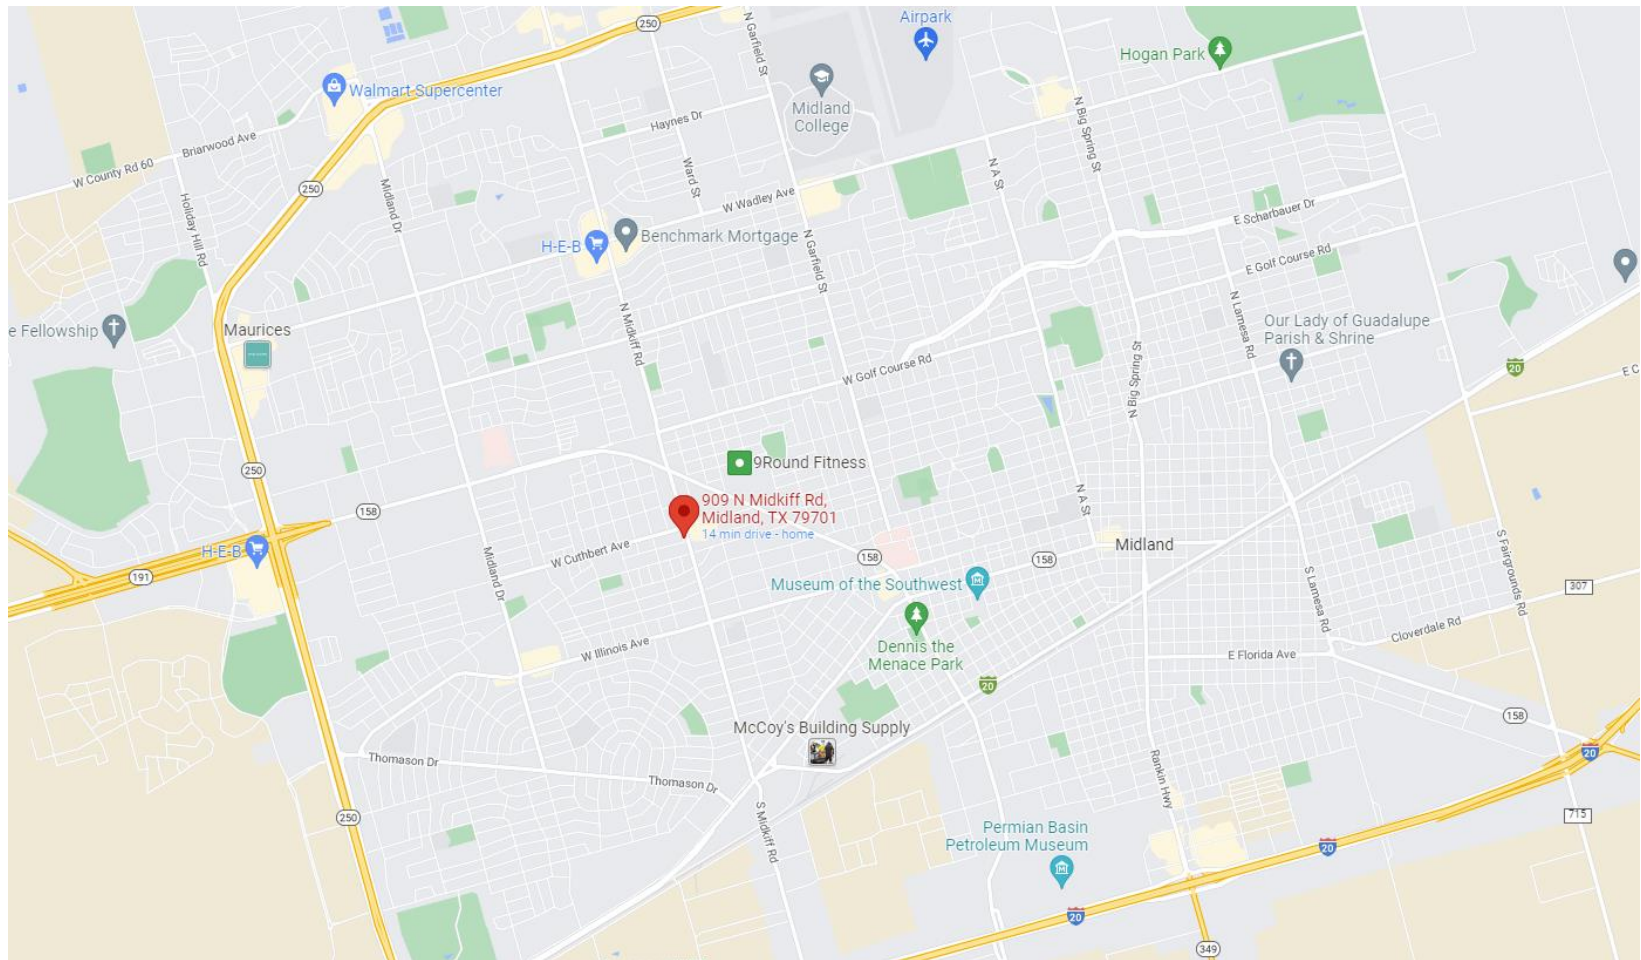 250
N Garfield St
Airpark
Hogan Park
Walmart Supercenter
Midland
College
N Big Spring St
Haynes Dr
Briarwood Ave
W County Rd 60
250
Midland Dr
Ward St
N A St
W Wadley Ave
Holiday Hill Rd
E Scharbauer Dr
H-E-B
Benchmark Mortgage
N Garfield St
E Golf Course Rd
e Fellowship
Maurices
N Midkiff Rd
N Lamesa Rd
Our Lady of Guadalupe
Parish & Shrine
W Golf Course Rd
N Big Spring St
20
E C
250
9Round Fitness
158
909 N Midkiff Rd,
Midland, TX 79701
14 min drive - home
N A St
H-E-B
191
W Cuthbert Ave
Midland Dr
158
158
Midland
S Fairgrounds Rd
Museum of the Southwest
S Lamesa Rd
307
Dennis the
Menace Park
W Illinois Ave
Cloverdale Rd
E Florida Ave
20
158
McCoy's Building Supply
Thomason Dr
Thomason Dr
Rankin Hwy
20
250
S Midkiff Rd
715
Permian Basin
Petroleum Museum
20
20
349